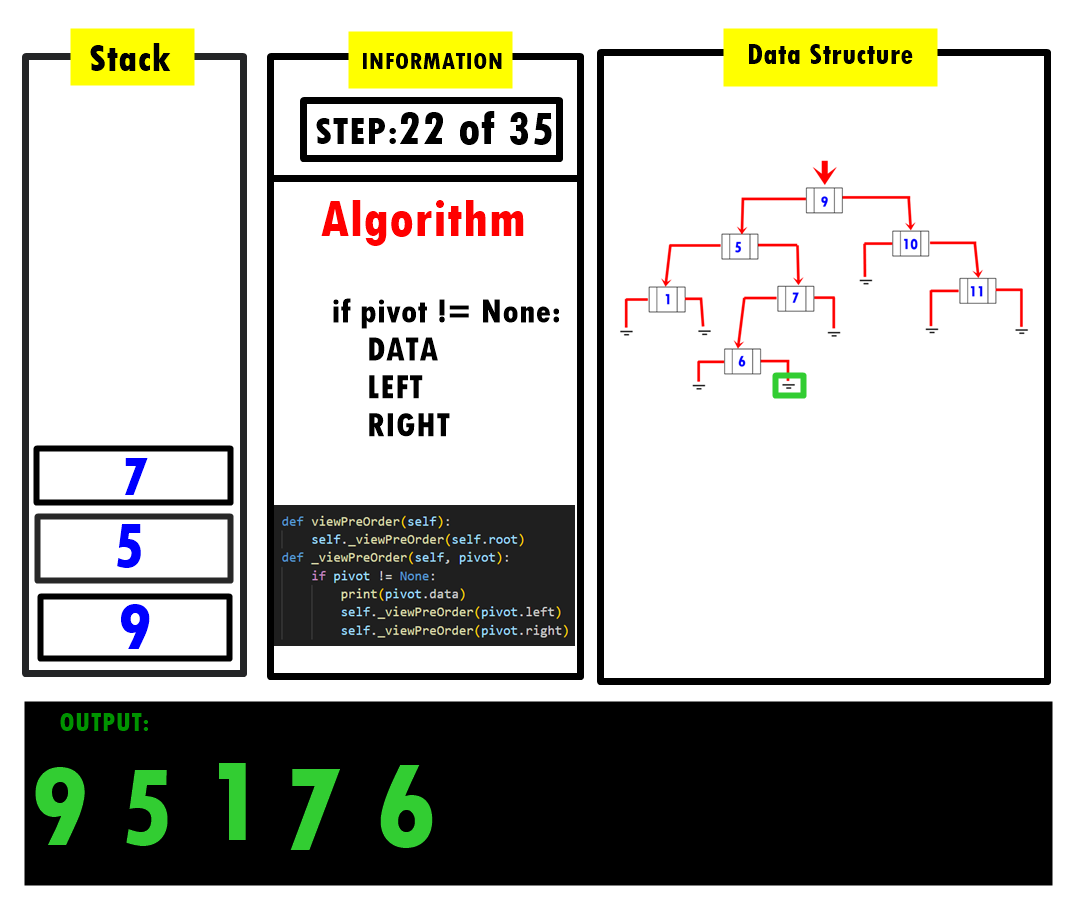 Stack
7
5
9
INFORMATION
STEP:22 of 35
Algorithm
if pivot != None:
DATA
LEFT
RIGHT
def viewPreOrder(self):
    self._viewPreOrder(self.root)
def _viewPreOrder(self, pivot):
    if pivot != None:
        print(pivot.data)
        self._viewPreOrder(pivot.left)
        self._viewPreOrder(pivot.right)
Data Structure
9
5
10
1
7
11
6
OUTPUT:
9 5 1 7 6